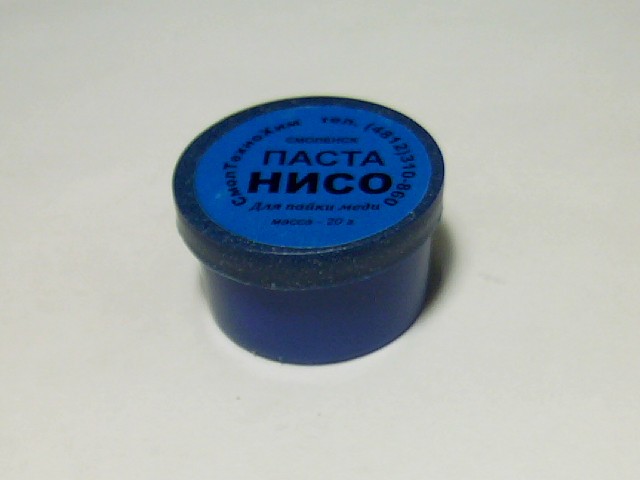 СмолТехноХим тел. (4812)310-860
СМОЛЕНСК
ПАСТА
НИСО
Для пайки меди
масса - 20 г